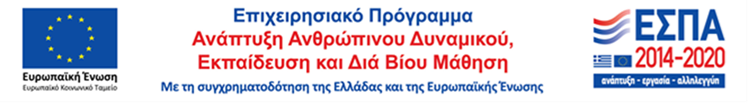 Ευρωπαϊκή Ένωση
Ευρωπαϊκό Κοινωνικό Ταμείο
Επιχειρησιακό Πρόγραμμα
Ανάπτυξη Ανθρώπινου Δυναμικού,
Εκπαίδευση και Διά Βίου Μάθηση
Με τη συγχρηματοδότηση της Ελλάδας και της Ευρωπαϊκής Ένωσης
ΕΣΠΑ
2014-2020
ανάπτυξη - εργασία - αλληλεγγύη